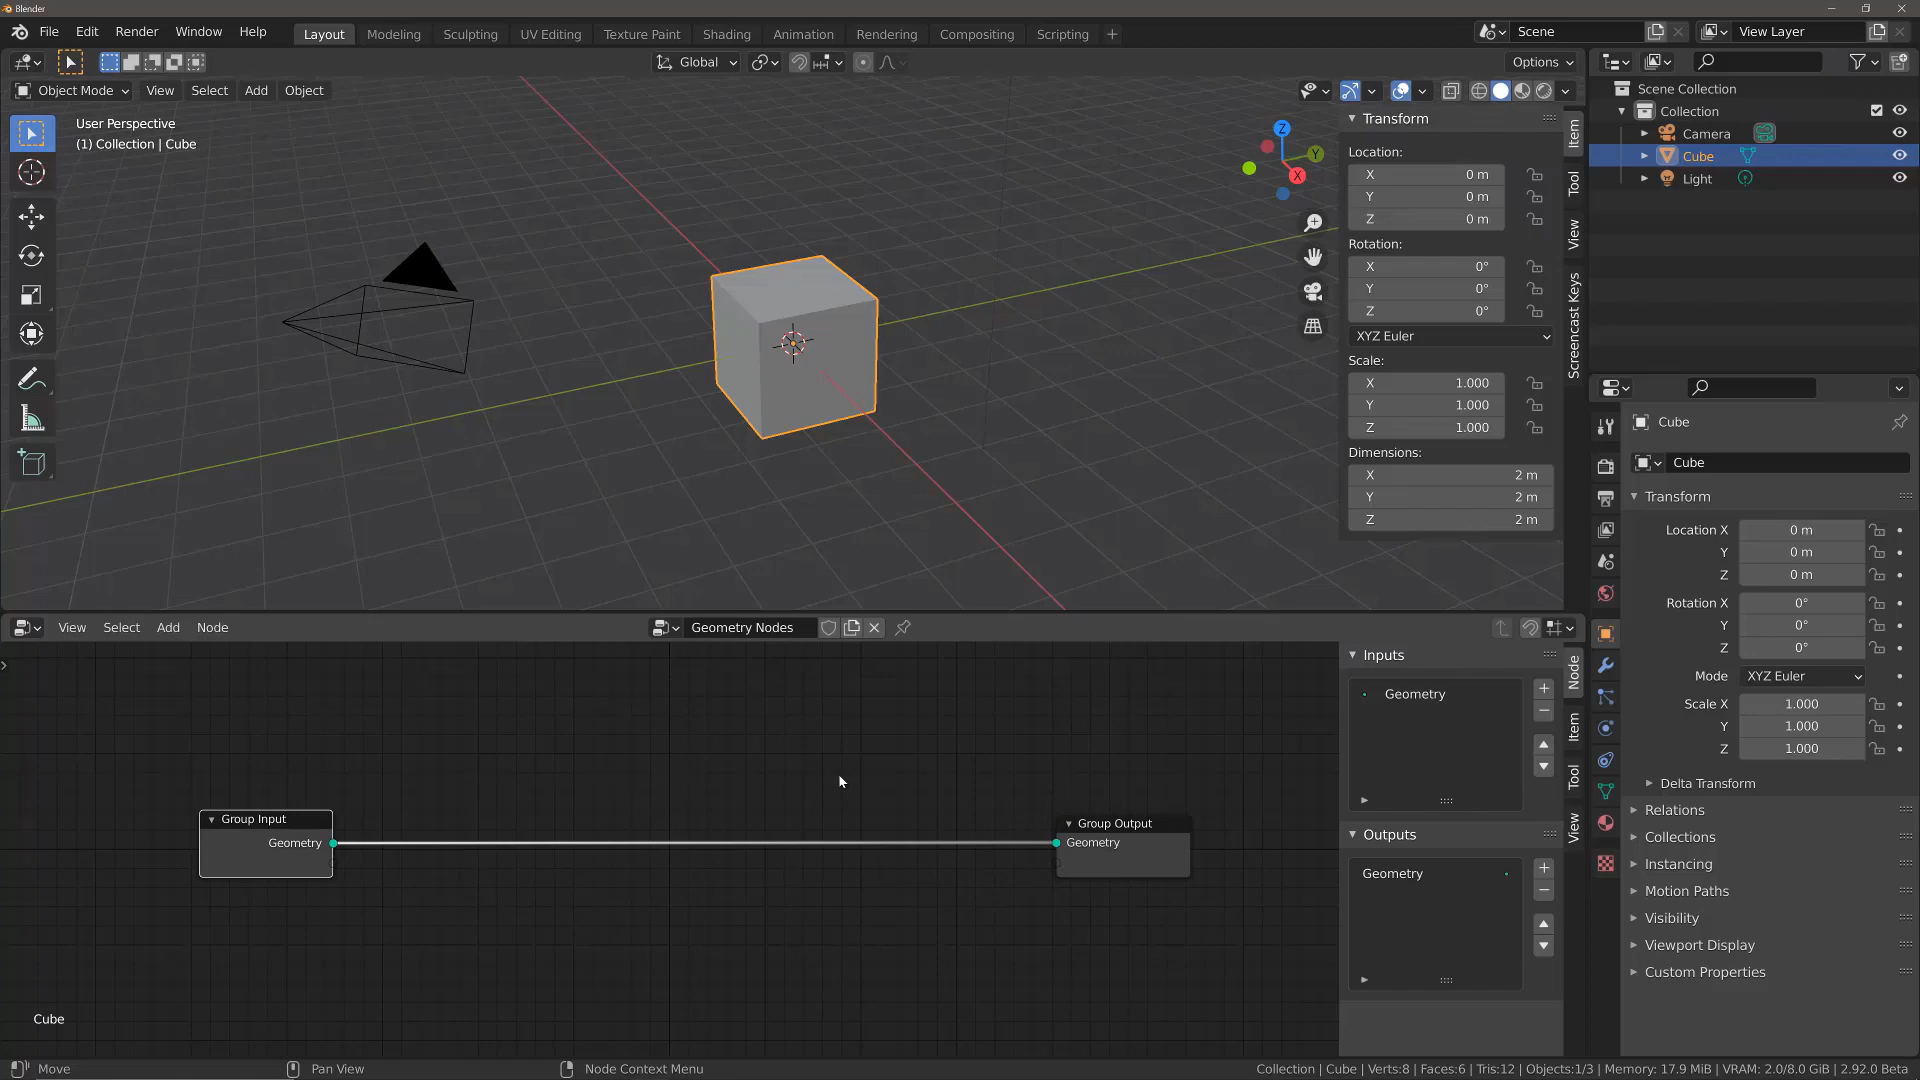 Blender
File Edit Render Window Help Layout Modeling Sculpting UV Editing Texture Paint Shading Animation Rendering Compositing Scripting + Scene View Layer
Global Options
Object Mode View Select Add Object
User Perspective
(1) Collection | Cube
Z
Y
X
Transform
Location:
X 0 m
Y 0 m
Z 0 m
Rotation:
X 0°
Y 0°
Z 0°
XYZ Euler
Scale:
X 1.000
Y 1.000
Z 1.000
Dimensions:
X 2 m
Y 2 m
Z 2 m
Item
Tool
View
Screencast Keys
Scene Collection
Collection
Camera
Cube
Light
Cube
Cube
Transform
Location X 0 m
Y 0 m
Z 0 m
Rotation X 0°
Y 0°
Z 0°
Mode XYZ Euler
Scale X 1.000
Y 1.000
Z 1.000
Delta Transform
Relations
Collections
Instancing
Motion Paths
Visibility
Viewport Display
Custom Properties
View Select Add Node Geometry Nodes
Group Input
Geometry
Group Output
Geometry
Cube
Inputs
Geometry
Outputs
Geometry
Node
Item
Tool
View
Move Pan View Node Context Menu Collection | Cube | Verts:8 | Faces:6 | Tris:12 | Objects:1/3 | Memory: 17.9 MiB | VRAM: 2.0/8.0 GiB | 2.92.0 Beta